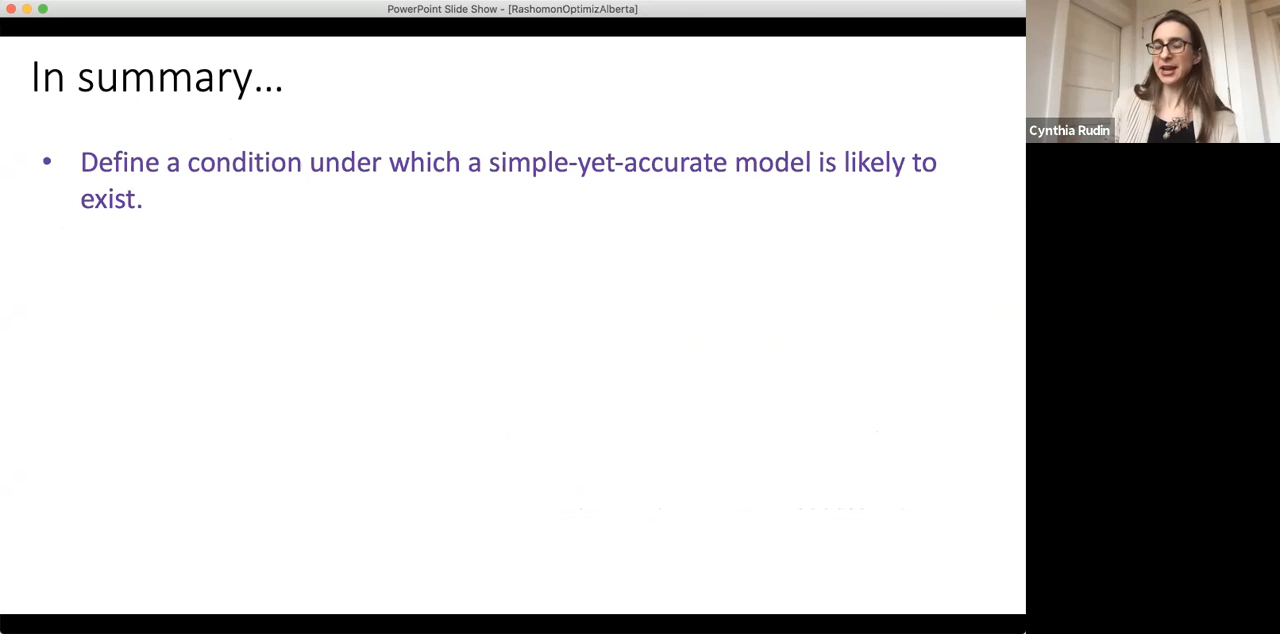 PowerPoint Slide Show - [RashomonOptimizAlberta]
In summary...
• Define a condition under which a simple-yet-accurate model is likely to
exist.
Cynthia Rudin